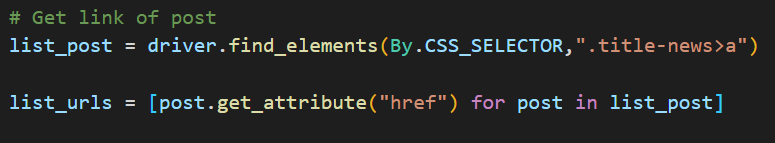 # Get link of post
list_post = driver.find_elements(By.CSS_SELECTOR,".title-news>a")
list_urls = [post.get_attribute("href") for post in list_post]